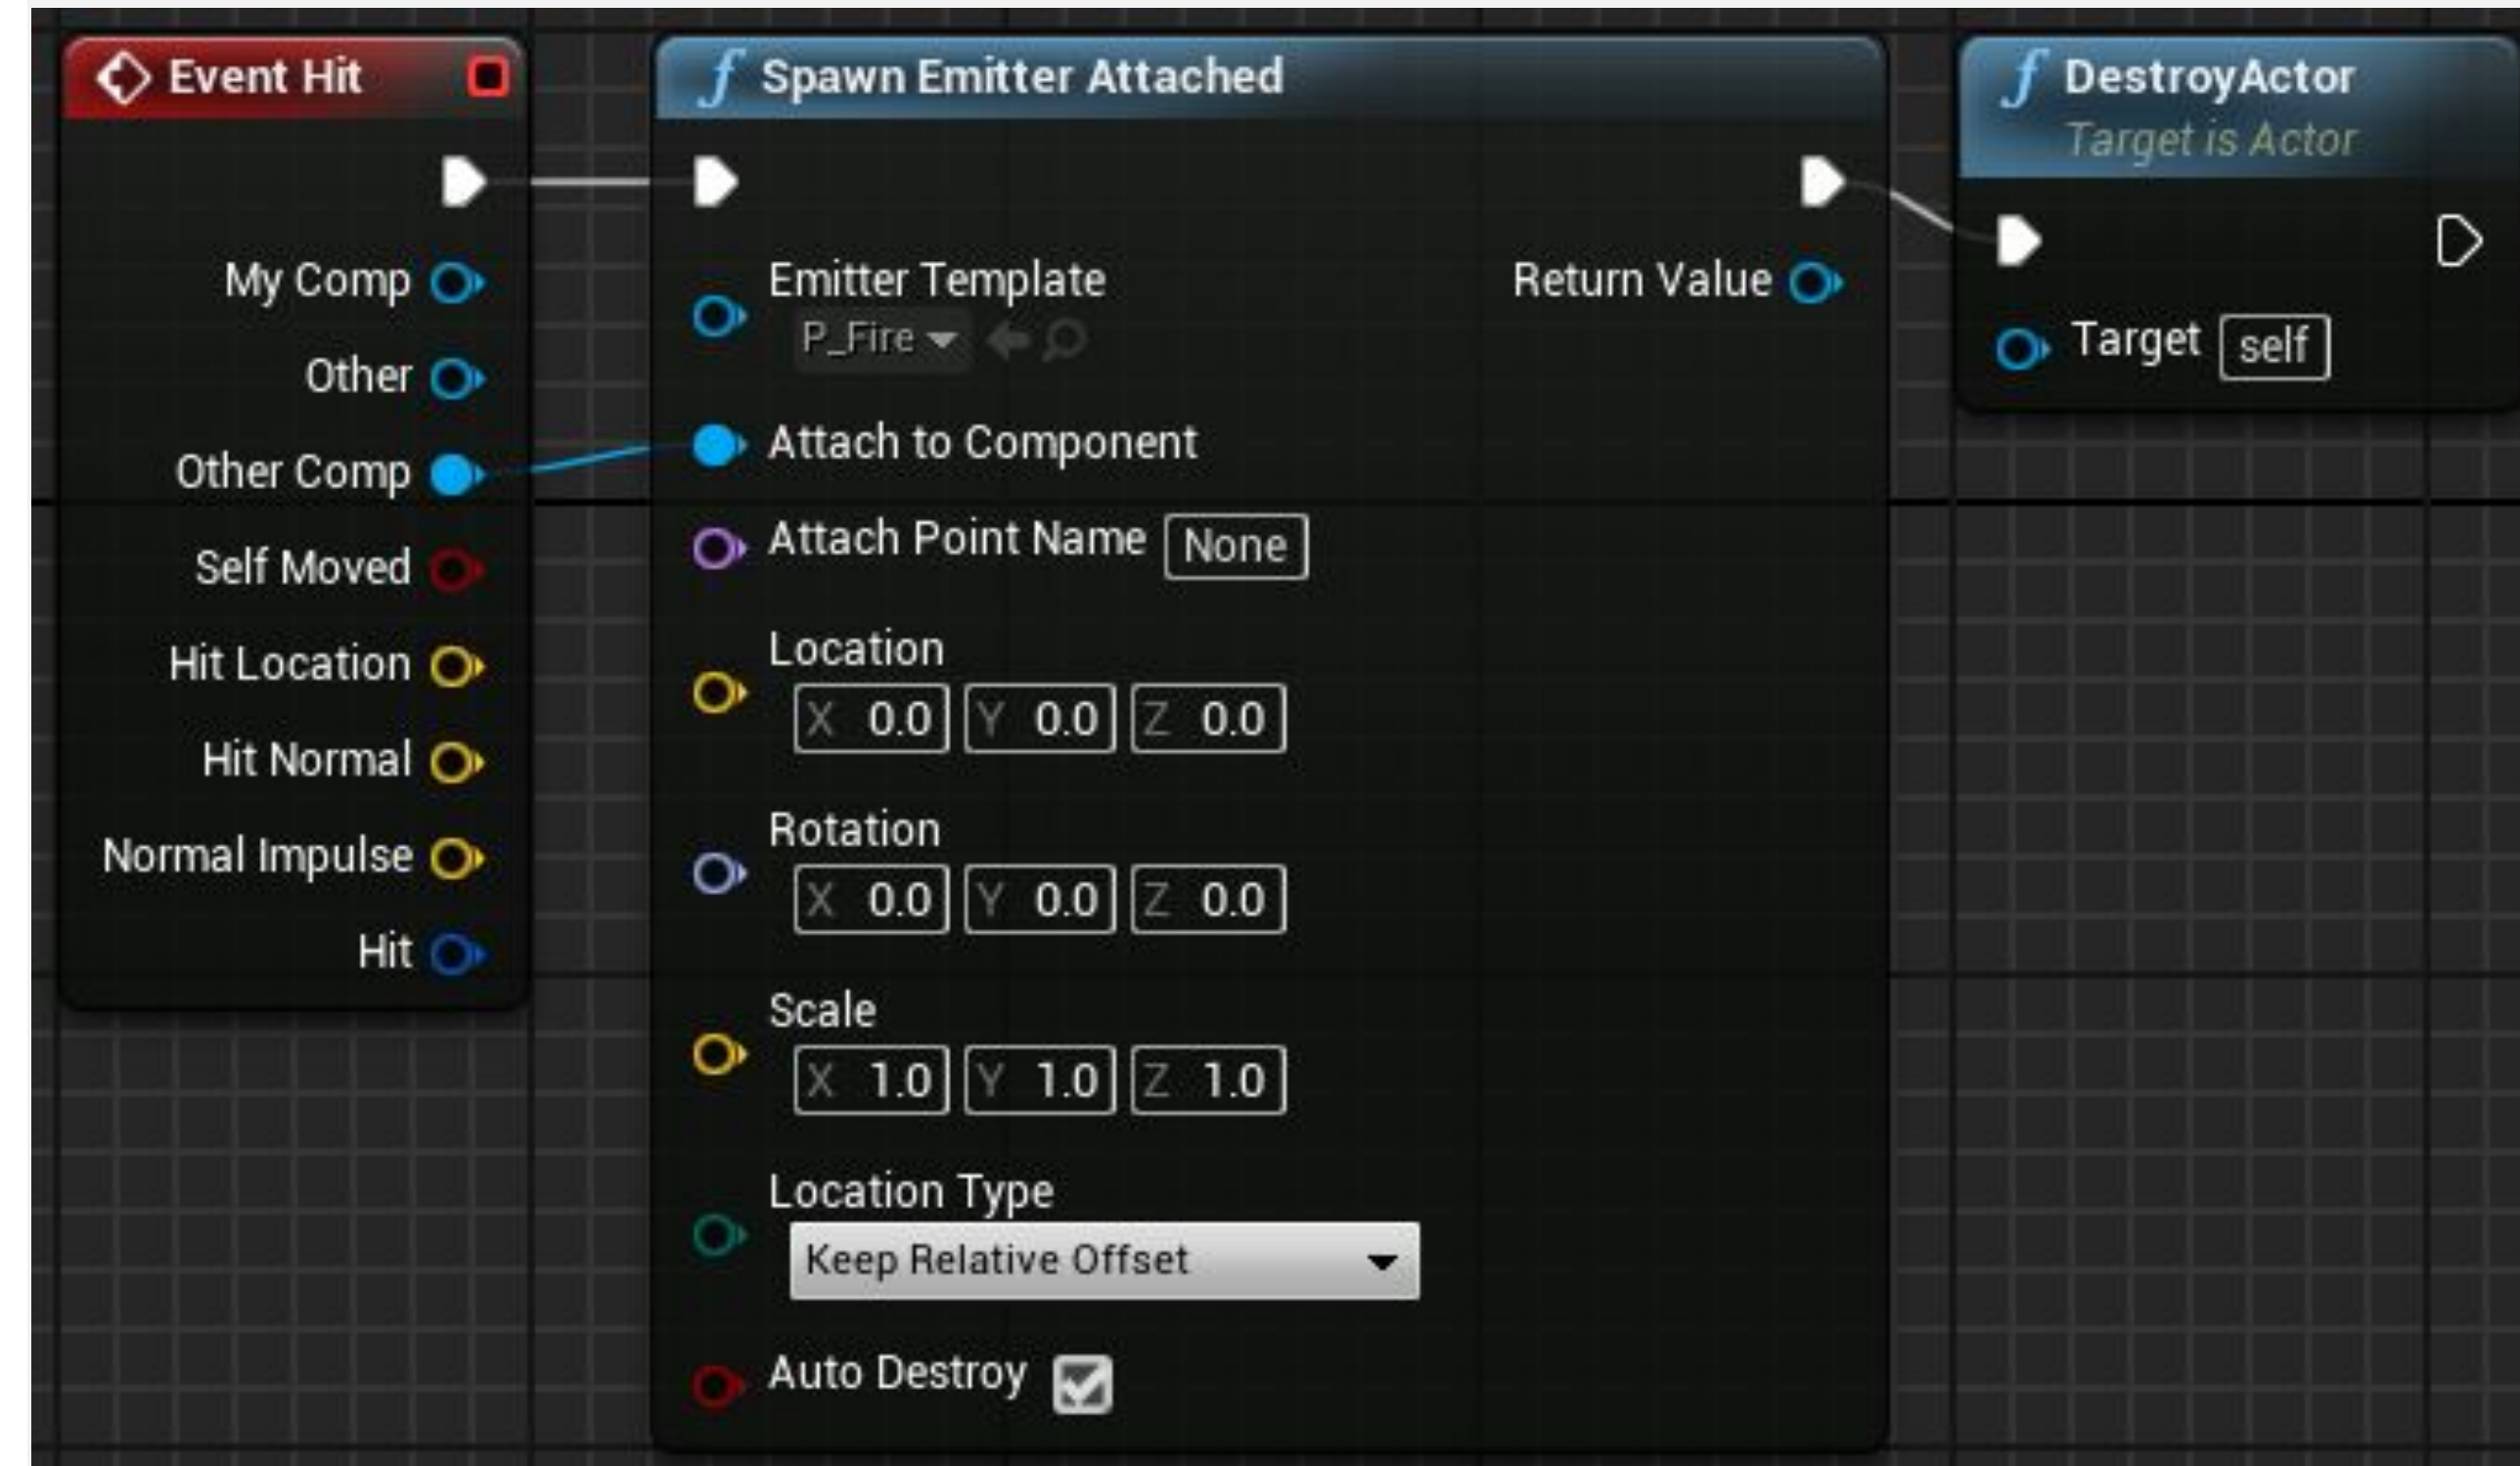 Event Hit
My Comp
Other
Other Comp
Self Moved
Hit Location
Hit Normal
Normal Impulse
Hit
f Spawn Emitter Attached
Emitter Template
P_Fire
Return Value
Attach to Component
Attach Point Name None
Location
X 0.0 Y 0.0 Z 0.0
Rotation
X 0.0 Y 0.0 Z 0.0
Scale
X 1.0 Y 1.0 Z 1.0
Location Type
Keep Relative Offset
Auto Destroy
f DestroyActor
Target is Actor
Target self